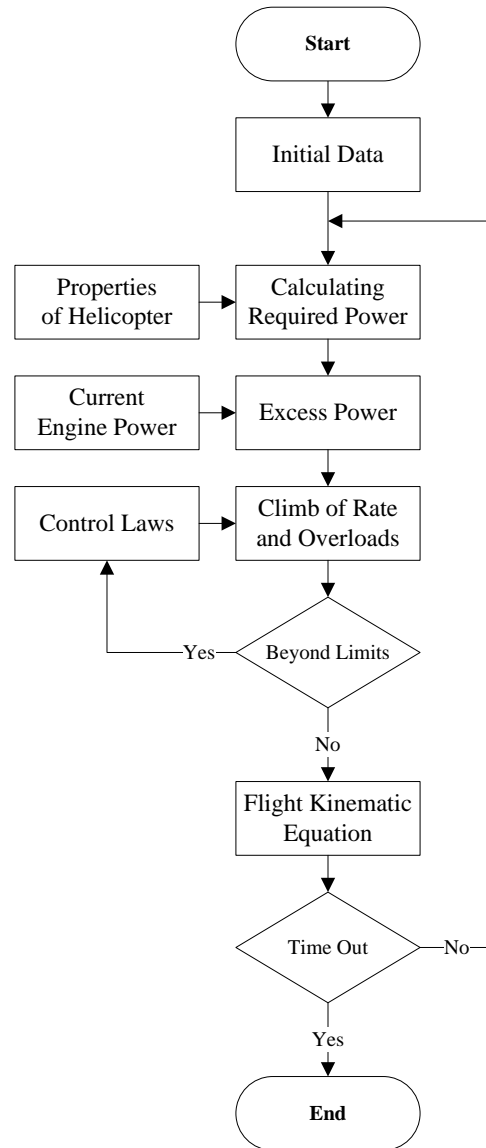 Start
Initial Data
Properties
of Helicopter
Calculating
Required Power
Current
Engine Power
Excess Power
Control Laws
Climb of Rate
and Overloads
Yes
Beyond Limits
No
Flight Kinematic
Equation
Time Out
No
Yes
End